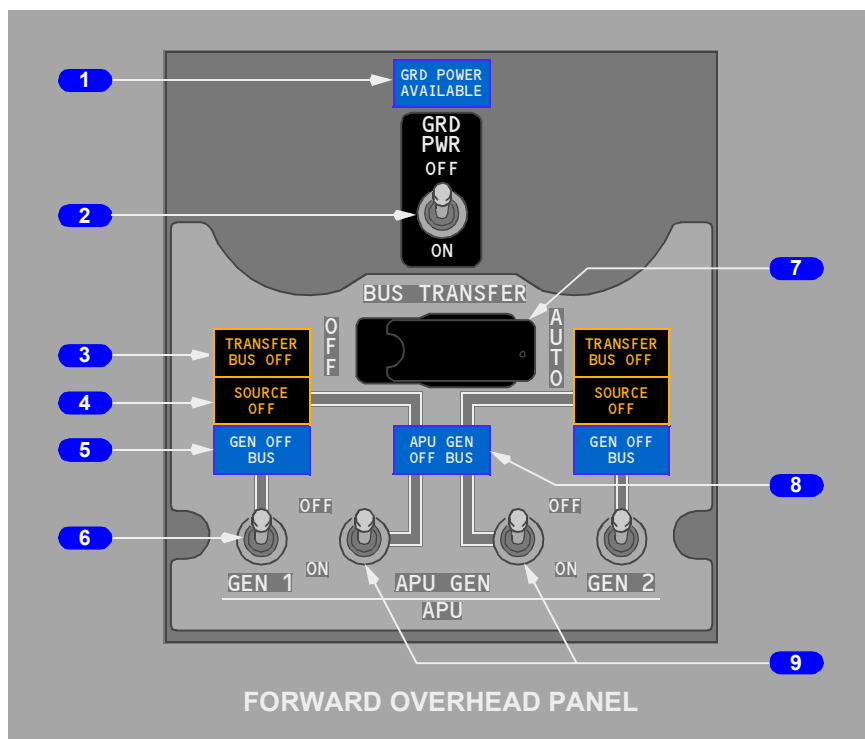 1
GRD POWER
AVAILABLE
GRD
PWR
OFF
2
ON
7
BUS TRANSFER
OFF
AUTO
3
TRANSFER
BUS OFF
TRANSFER
BUS OFF
4
SOURCE
OFF
SOURCE
OFF
5
GEN OFF
BUS
APU GEN
OFF BUS
GEN OFF
BUS
8
OFF
OFF
6
ON
ON
GEN 1
APU GEN
GEN 2
APU
9
FORWARD OVERHEAD PANEL